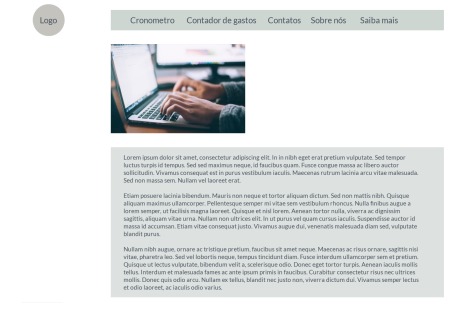 Logo
Cronometro Contador de gastos Contatos Sobre nós Saiba mais
Lorem ipsum dolor sit amet, consectetur adipiscing elit. In in nibh eget erat pretium vulputate. Sed tempor
luctus turpis id tempus. Sed sed maximus neque, id faucibus quam. Fusce congue massa ac libero auctor
sollicitudin. Vivamus consequat est in purus vestibulum iaculis. Maecenas rutrum lacinia arcu vitae malesuada.
Sed non massa sem. Nullam vel laoreet erat.
Etiam posuere lacinia bibendum. Mauris non neque et tortor aliquam dictum. Sed non mattis nibh. Quisque
aliquam maximus ullamcorper. Pellentesque semper mi vitae sem vestibulum rhoncus. Nulla finibus augue a
lorem semper, ut facilisis magna laoreet. Quisque et nisl lorem. Aenean tortor nulla, viverra ac dignissim
sagittis, aliquam vitae urna. Nullam non ultrices elit. In ut purus vel quam cursus iaculis. Suspendisse auctor id
massa id accumsan. Etiam vitae consequat justo. Vivamus augue dui, venenatis malesuada diam sed, vulputate
blandit purus.
Nullam nibh augue, ornare ac tristique pretium, faucibus sit amet neque. Maecenas ac risus ornare, sagittis nisi
vitae, pharetra leo. Sed vel lobortis neque, tempus tincidunt diam. Fusce interdum ullamcorper sem et pretium.
Quisque ut lectus vulputate, bibendum velit a, scelerisque odio. Donec eget tortor turpis. Aenean iaculis mollis
tellus. Interdum et malesuada fames ac ante ipsum primis in faucibus. Curabitur consectetur risus nec ultrices
mollis. Donec quis odio arcu. Nullam ex tellus, blandit nec justo non, viverra dictum dui. Vivamus semper lectus
et odio laoreet, ac iaculis odio varius.